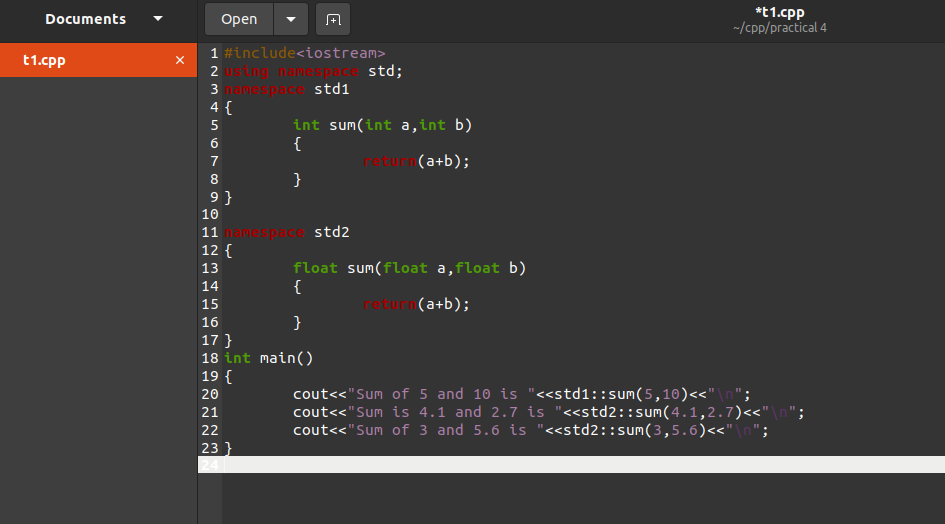 Documents
Open
*t1.cpp
~/cpp/practical 4
t1.cpp ×
1 #include<iostream>
2 using namespace std;
3 namespace std1
4 {
5         int sum(int a,int b)
6         {
7                 return(a+b);
8         }
9 }
10
11 namespace std2
12 {
13         float sum(float a,float b)
14         {
15                 return(a+b);
16         }
17 }
18 int main()
19 {
20         cout<<"Sum of 5 and 10 is "<<std1::sum(5,10)<<"\n";
21         cout<<"Sum is 4.1 and 2.7 is "<<std2::sum(4.1,2.7)<<"\n";
22         cout<<"Sum of 3 and 5.6 is "<<std2::sum(3,5.6)<<"\n";
23 }
24